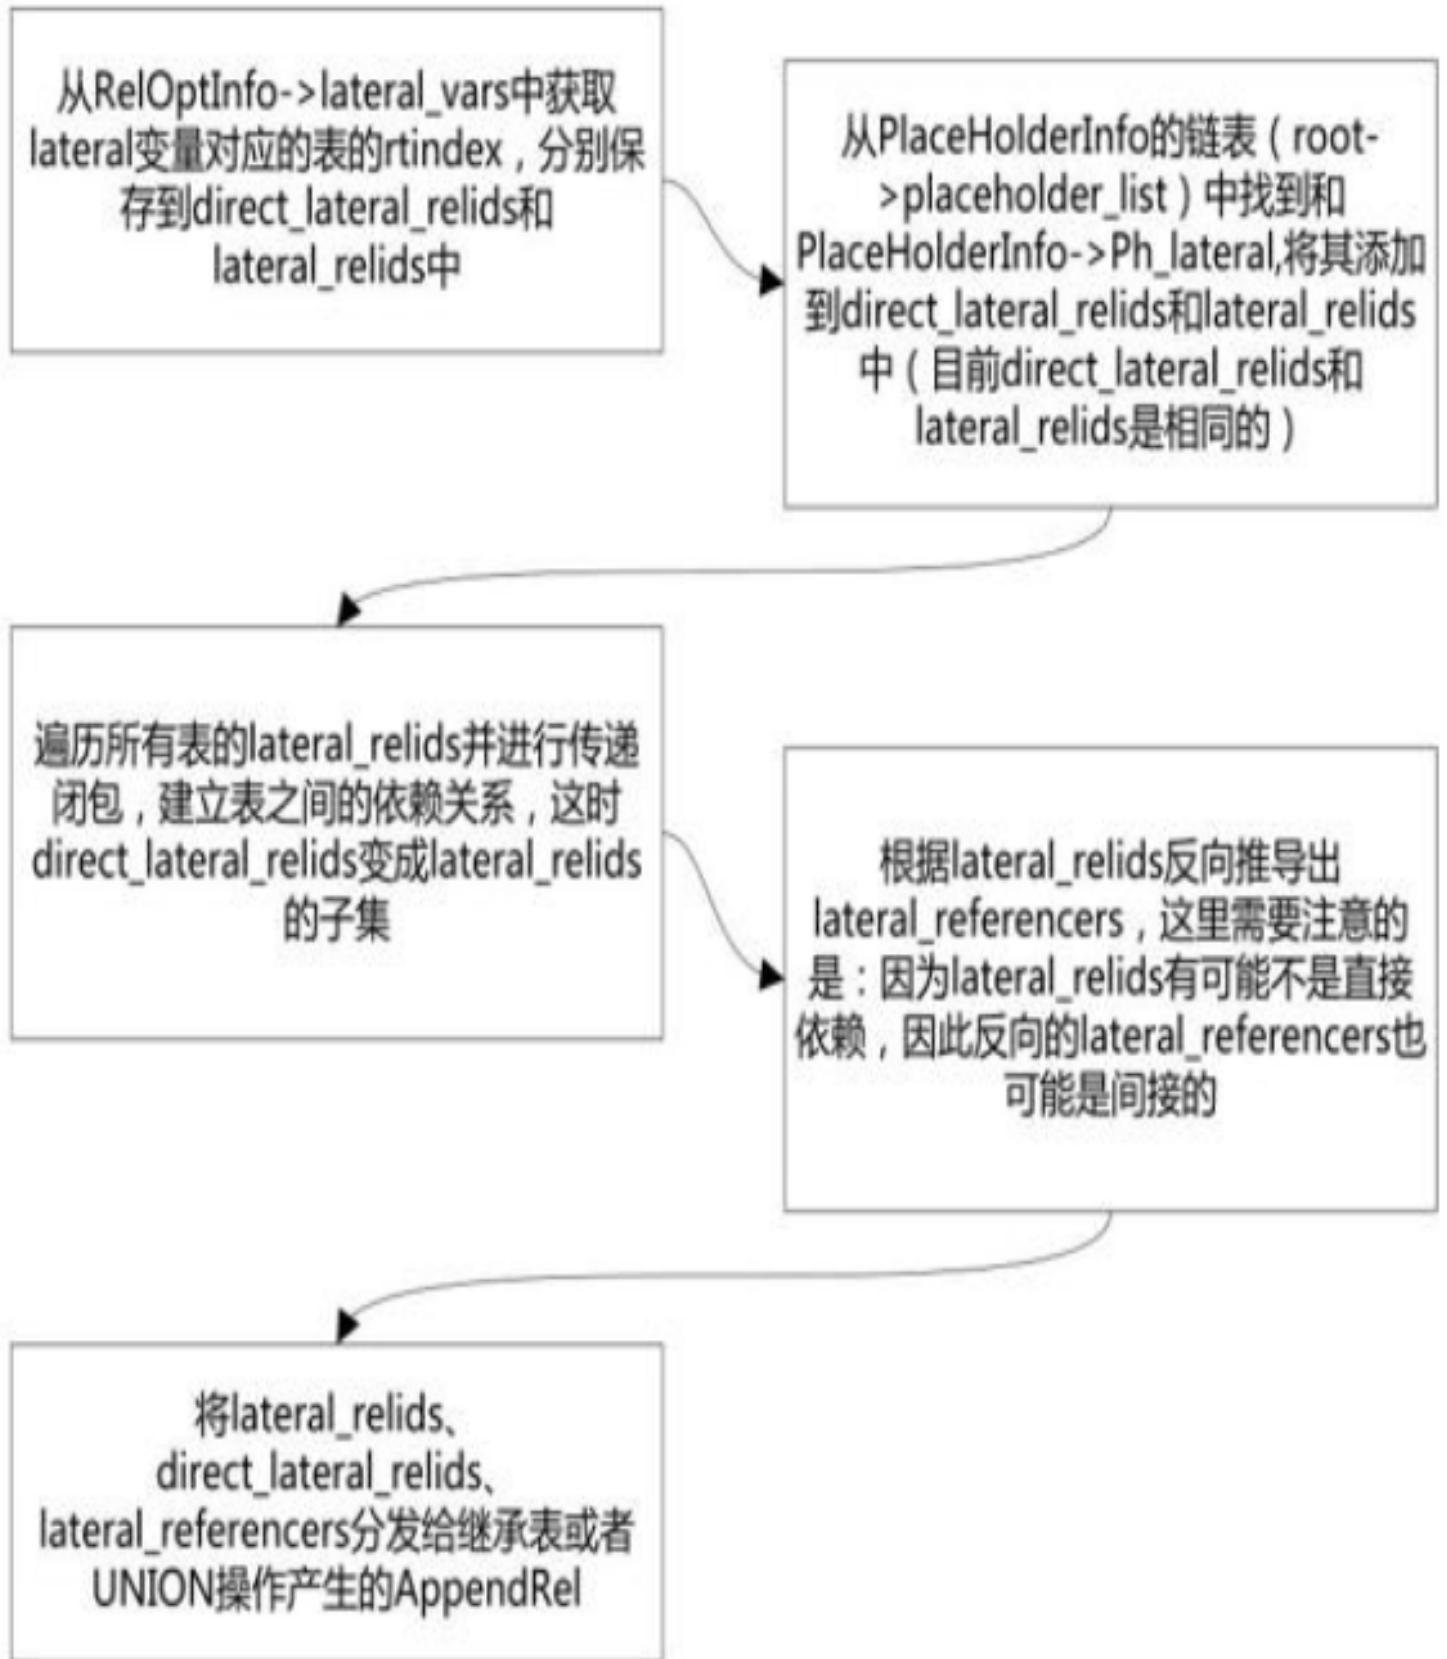 从RelOptInfo->lateral_vars中获取
lateral变量对应的表的rtindex，分别保
存到direct_lateral_relids和
lateral_relids中
从PlaceHolderInfo的链表（root-
>placeholder_list）中找到和
PlaceHolderInfo->Ph_lateral,将其添加
到direct_lateral_relids和lateral_relids
中（目前direct_lateral_relids和
lateral_relids是相同的）
遍历所有表的lateral_relids并进行传递
闭包，建立表之间的依赖关系，这时
direct_lateral_relids变成lateral_relids
的子集
根据lateral_relids反向推导出
lateral_referencers，这里需要注意的
是：因为lateral_relids有可能不是直接
依赖，因此反向的lateral_referencers也
可能是间接的
将lateral_relids、
direct_lateral_relids、
lateral_referencers分发给继承表或者
UNION操作产生的AppendRel